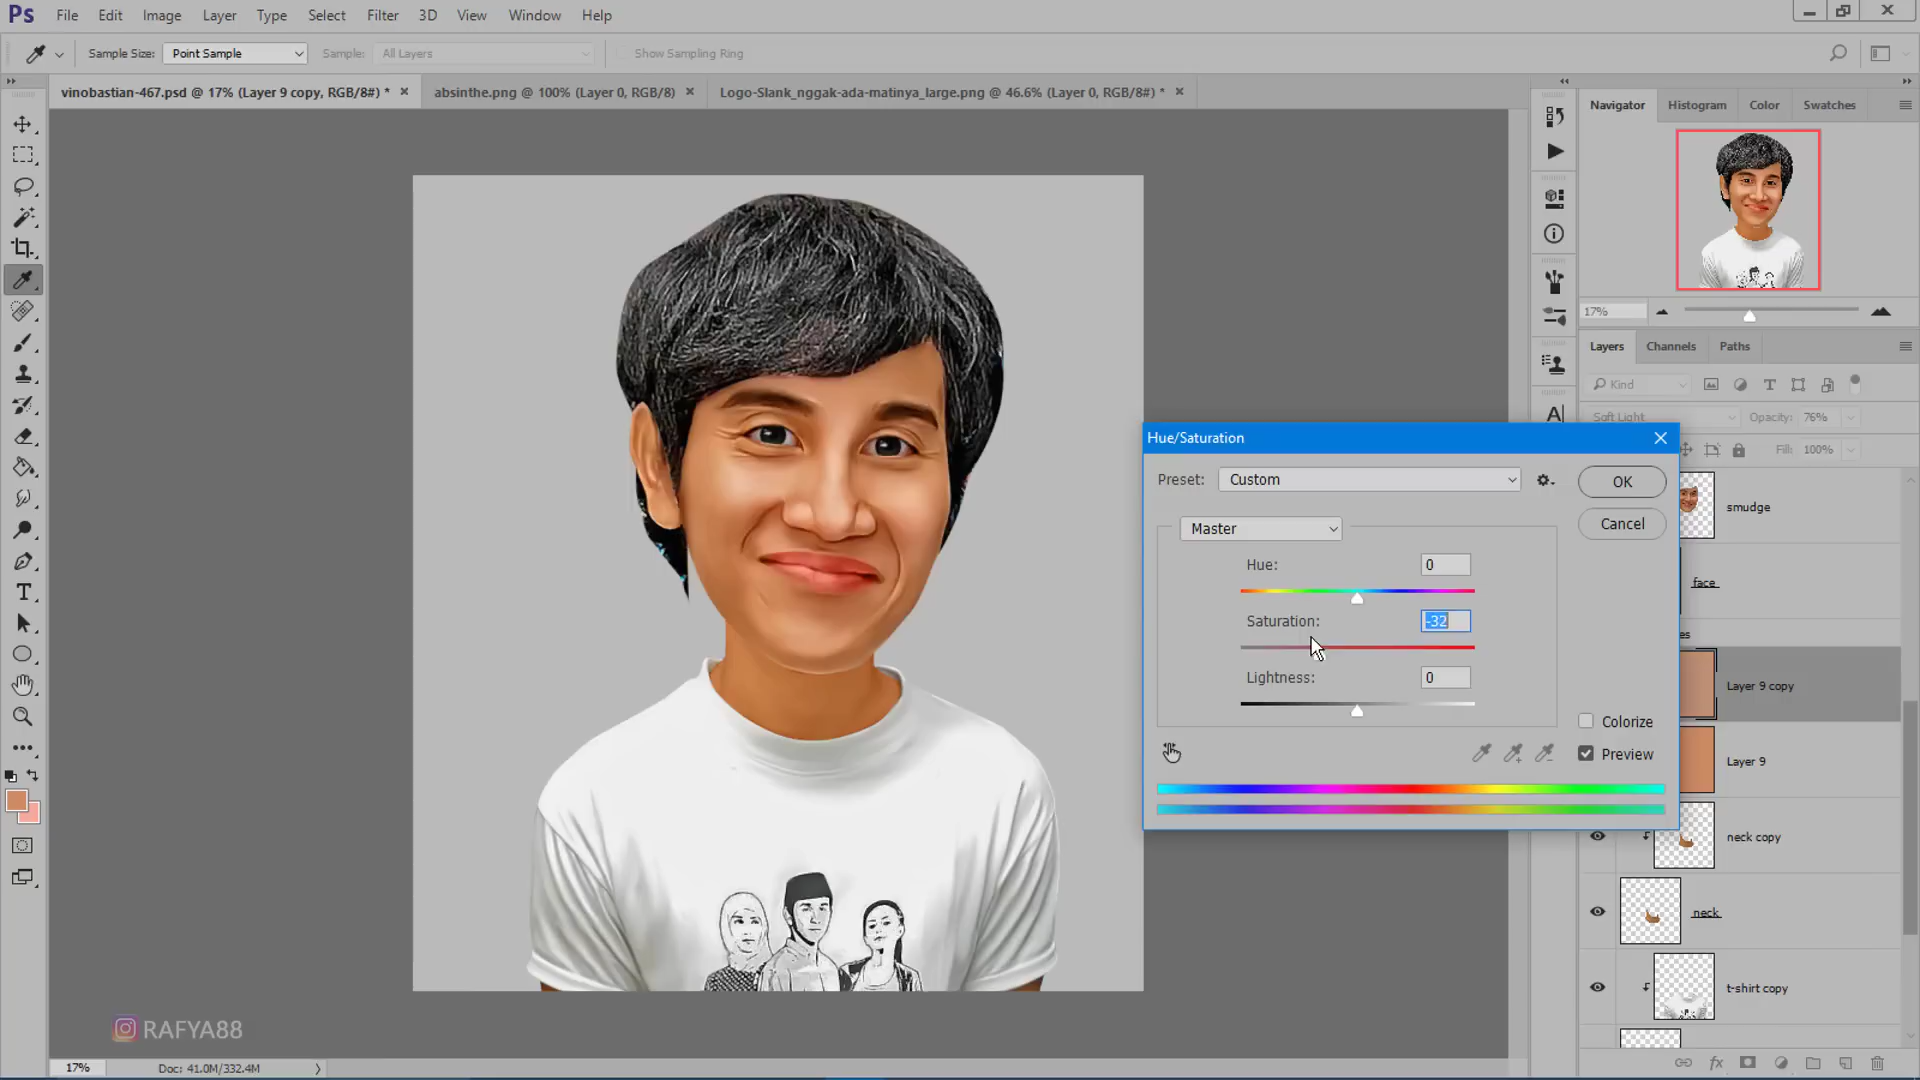 Ps File Edit Image Layer Type Select Filter 3D View Window Help
Sample Size: Point Sample Sample: All Layers Show Sampling Ring
vinobastian-467.psd @ 17% (Layer 9 copy, RGB/8#) * absinthe.png @ 100% (Layer 0, RGB/8) Logo-Slank_nggak-ada-matinya_large.png @ 46.6% (Layer 0, RGB/8#) *
Navigator Histogram Color Swatches
17%
Layers Channels Paths
Kind
Soft Light Opacity: 76%
Fill: 100%
Hue/Saturation
Preset: Custom OK
Master Cancel
Hue: 0
Saturation: -32
Lightness: 0
Colorize
Preview
smudge
face
Layer 9 copy
Layer 9
neck copy
neck
t-shirt copy
RAFYA88
17% Doc: 41.0M/332.4M